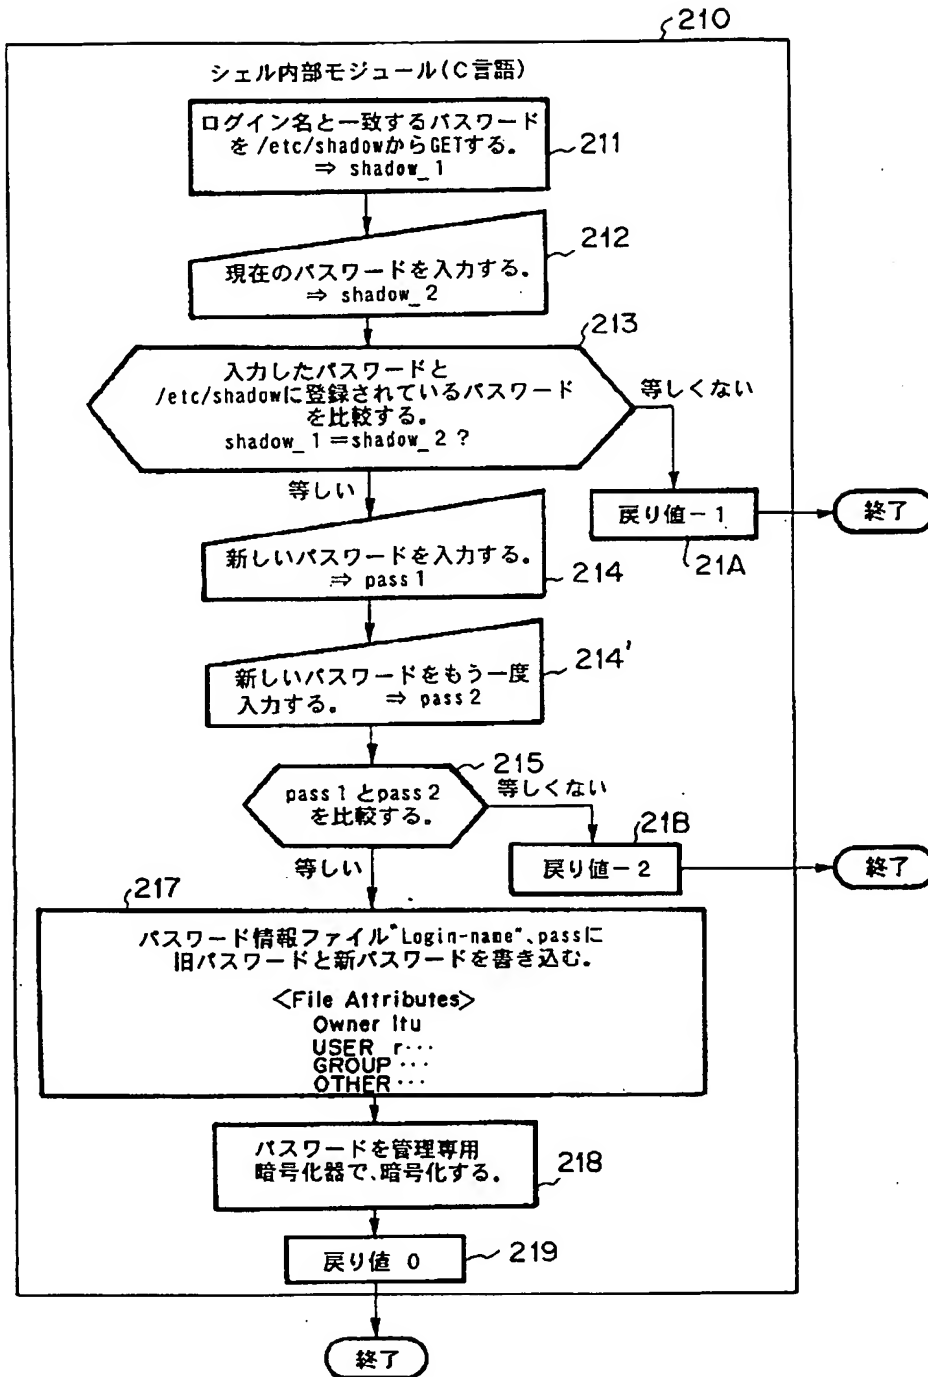 210
シェル内部モジュール(C言語)
ログイン名と一致するパスワード
を /etc/shadowからGETする。
⇒ shadow_1
211
212
現在のパスワードを入力する。
⇒ shadow_2
213
入力したパスワードと
/etc/shadowに登録されているパスワード
を比較する。
shadow_1=shadow_2 ?
等しくない
等しい
戻り値-1
終了
21A
新しいパスワードを入力する。
⇒ pass1
214
新しいパスワードをもう一度
入力する。 ⇒ pass2
214'
215
pass1とpass2
を比較する。
等しくない
21B
等しい
戻り値-2
終了
217
パスワード情報ファイル"Login-name"、passに
旧パスワードと新パスワードを書き込む。
<File Attributes>
Owner ltu
USER r···
GROUP ···
OTHER ···
パスワードを管理専用
暗号化器で、暗号化する。
218
戻り値 0
219
終了